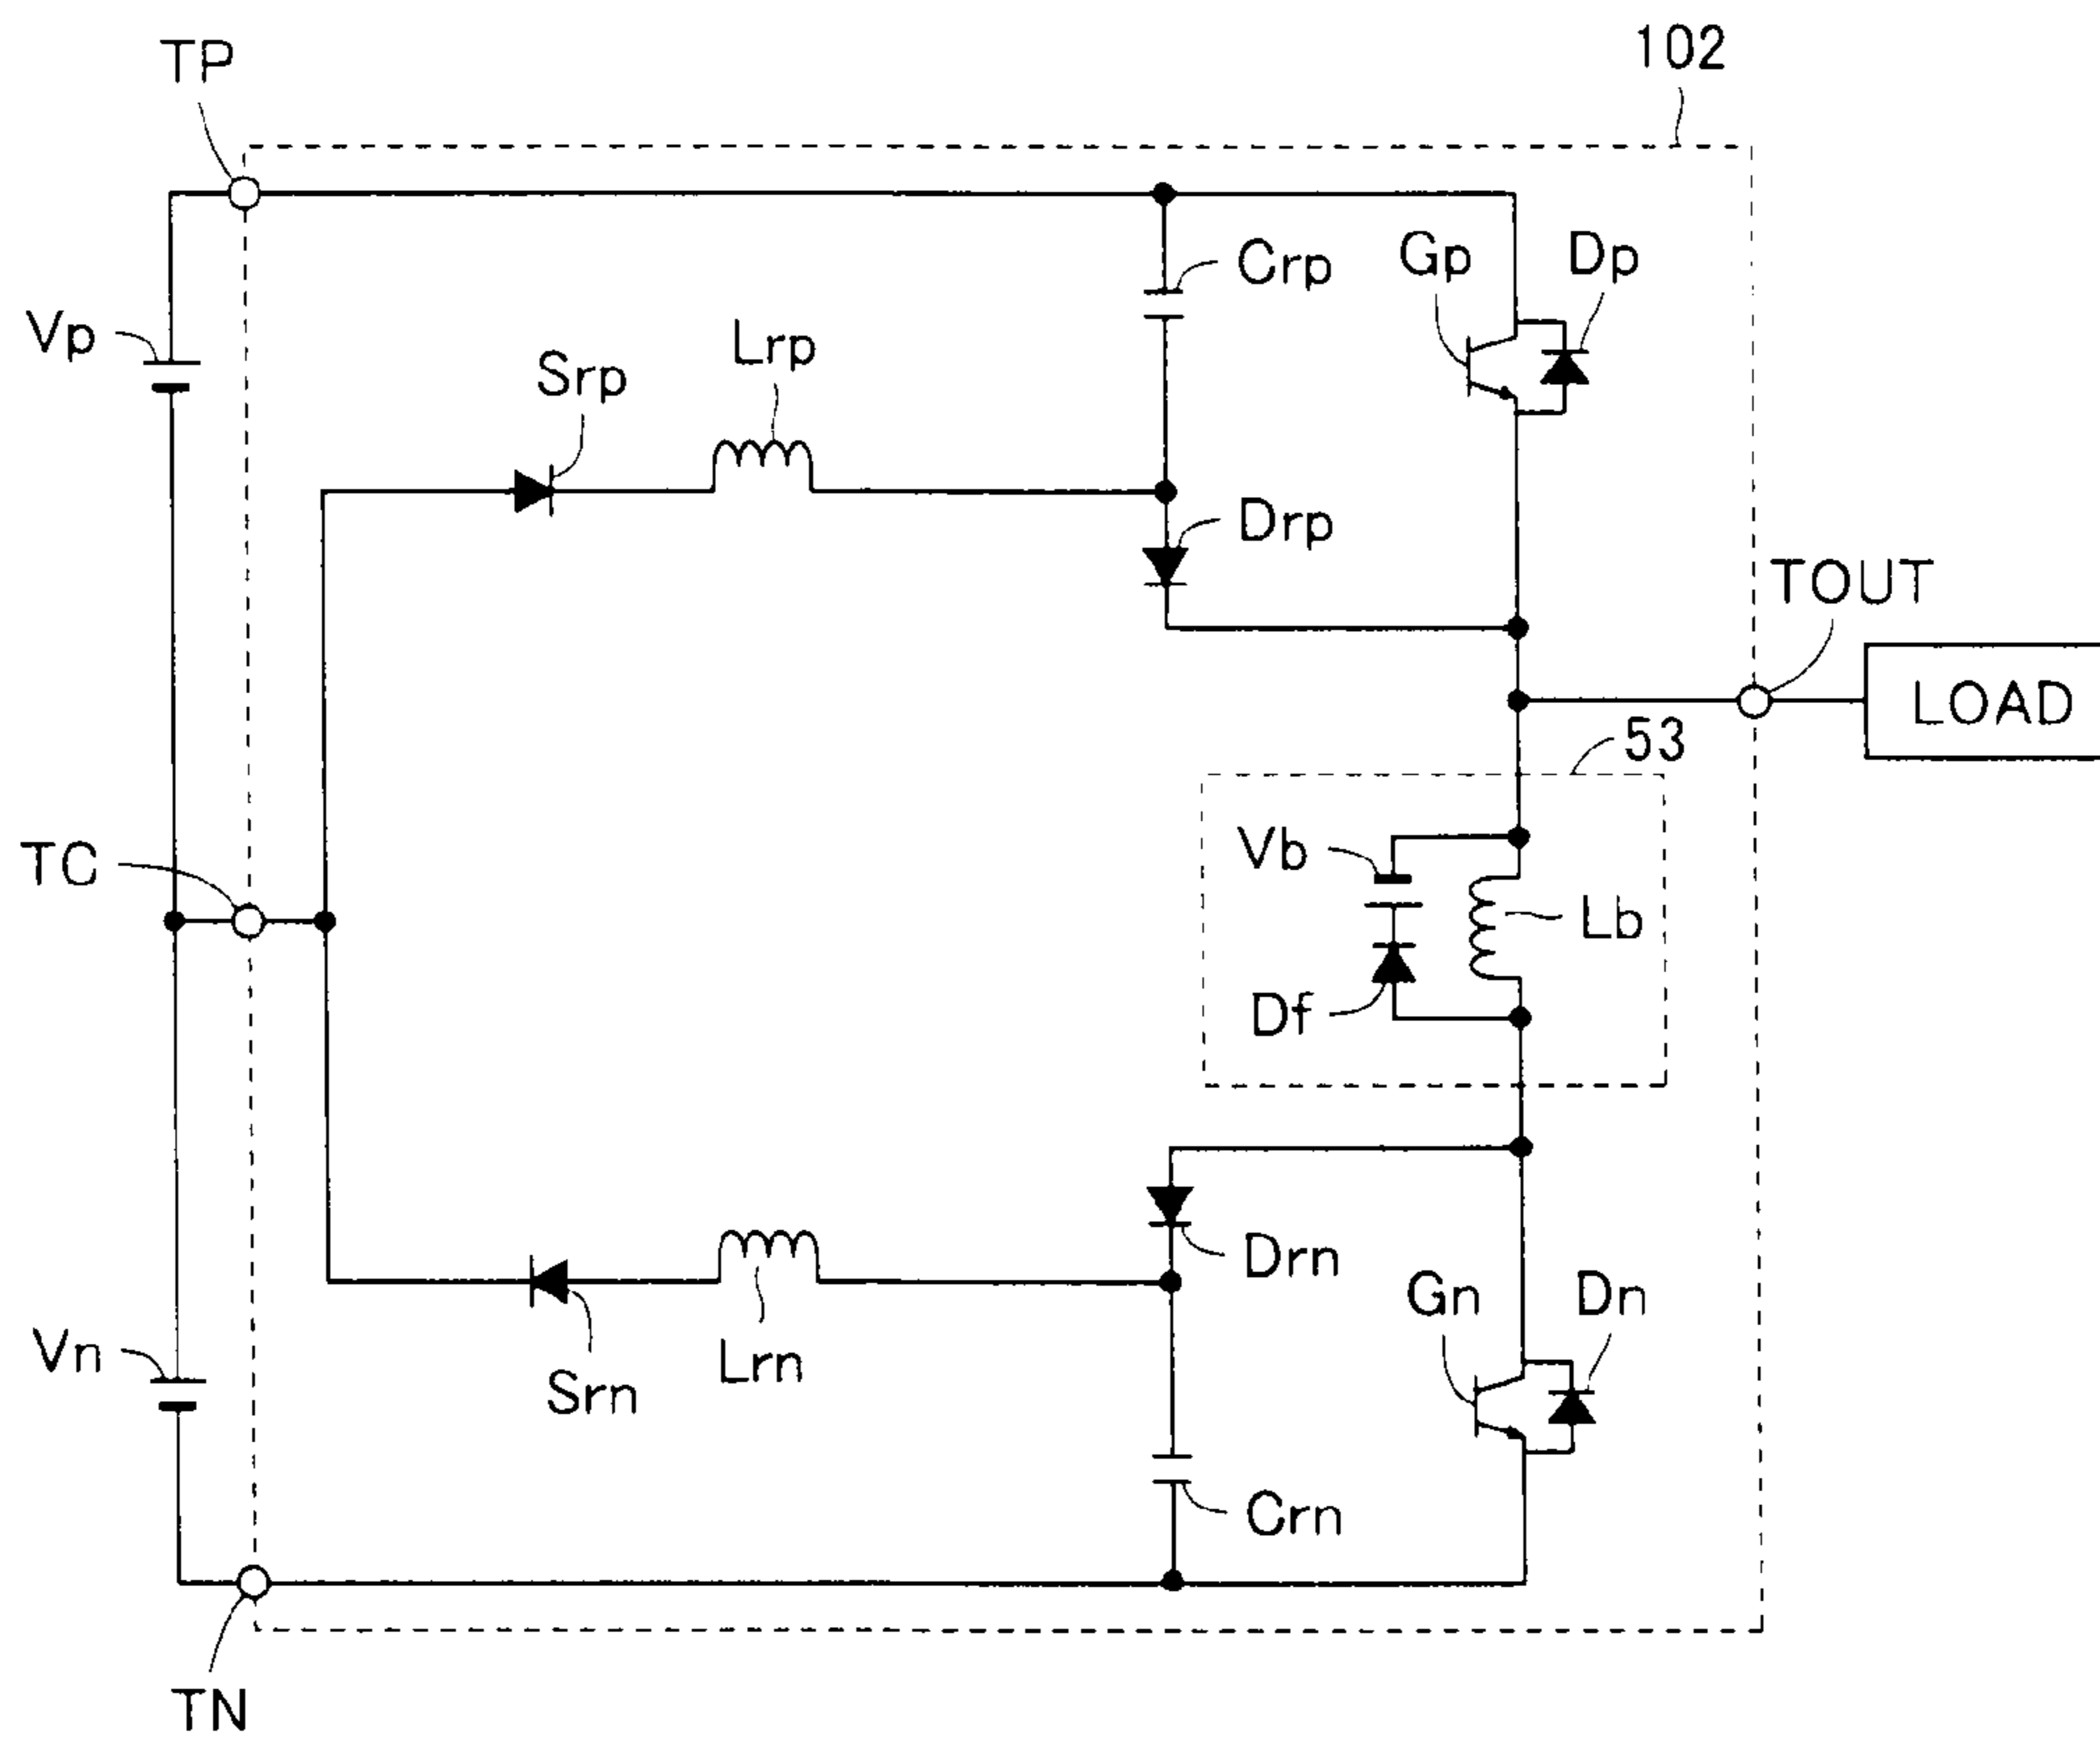 TP
102
Vp
Srp
Lrp
Crp
Gp
Dp
Drp
TOUT
LOAD
53
TC
Vb
Lb
Df
Drn
Gn
Dn
Vn
Srn
Lrn
Crn
TN